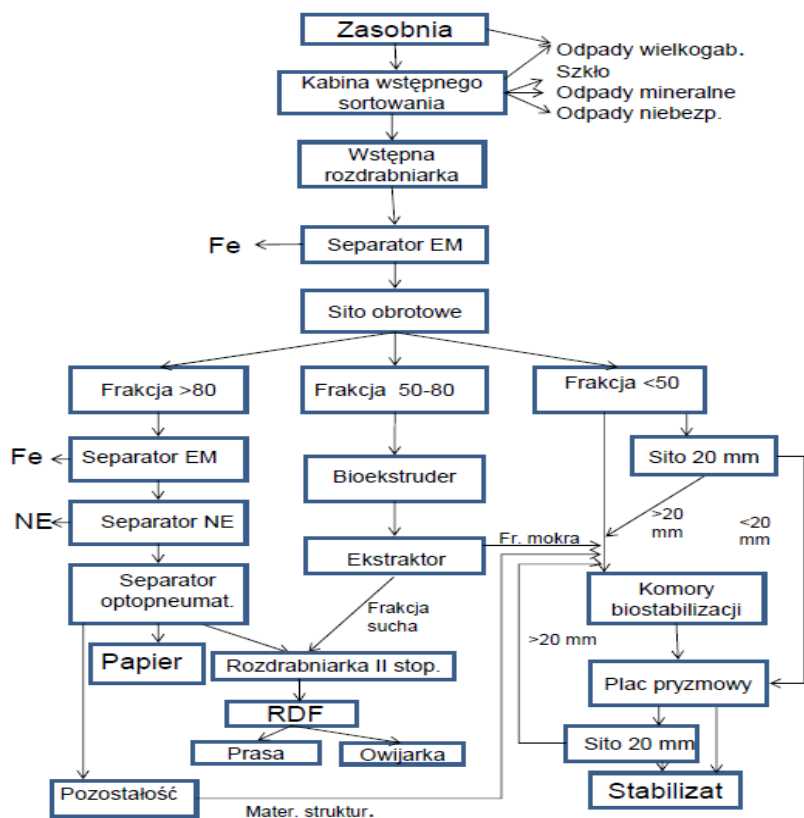 Zasobnia
Odpady wielkogab.
Szkło
Kabina wstępnego
sortowania
Odpady mineralne
Odpady niebezp.
Wstępna
rozdrabniarka
Fe
Separator EM
Sito obrotowe
Frakcja >80
Frakcja 50-80
Frakcja <50
Fe
Separator EM
Bioekstruder
Sito 20 mm
NE
Separator NE
>20
mm
<20
mm
Fr. mokra
Ekstraktor
Separator
optopneumat.
Komory
biostabilizacji
Frakcja
sucha
>20 mm
Papier
Rozdrabniarka II stop.
Plac pryzmowy
RDF
Prasa
Owijarka
Sito 20 mm
Pozostałość
Mater. struktur.
Stabilizat